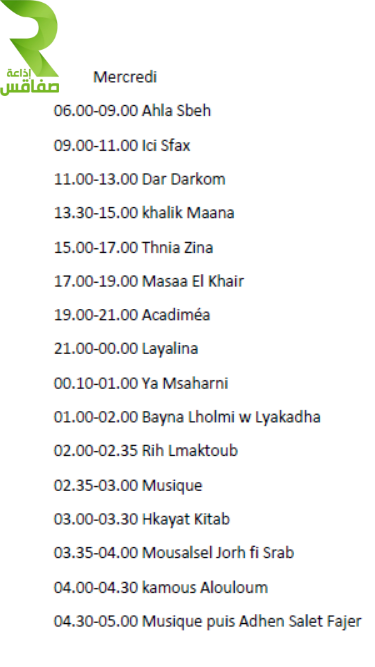 إذاعة
صفاقس
Mercredi
06.00-09.00 Ahla Sbeh
09.00-11.00 Ici Sfax
11.00-13.00 Dar Darkom
13.30-15.00 khalik Maana
15.00-17.00 Thnia Zina
17.00-19.00 Masaa El Khair
19.00-21.00 Acadiméa
21.00-00.00 Layalina
00.10-01.00 Ya Msaharni
01.00-02.00 Bayna Lholmi w Lyakadha
02.00-02.35 Rih Lmaktoub
02.35-03.00 Musique
03.00-03.30 Hkayat Kitab
03.35-04.00 Mousalsel Jorh fi Srab
04.00-04.30 kamous Alouloum
04.30-05.00 Musique puis Adhen Salet Fajer